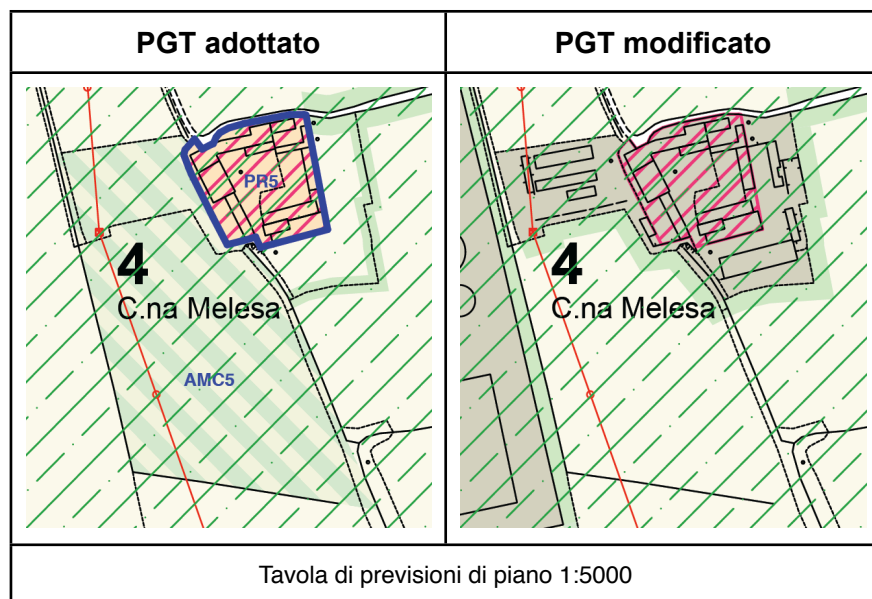 PGT adottato
PGT modificato
PR5
4
C.na Melesa
AMC5
4
C.na Melesa
Tavola di previsioni di piano 1:5000